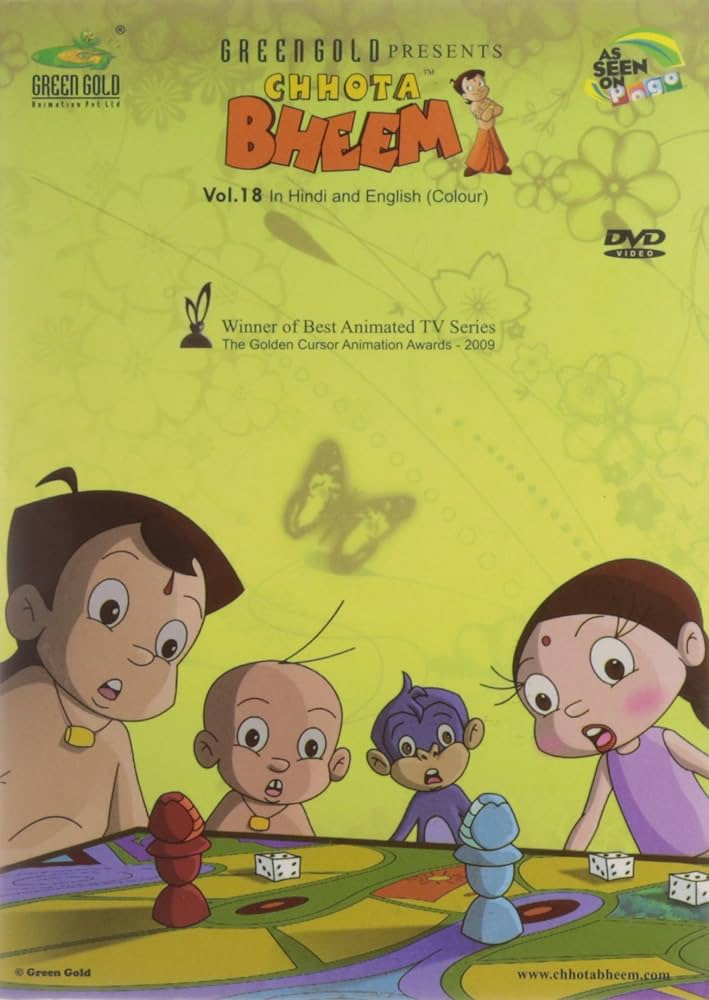 ®
GREEN GOLD
Animation Pvt Ltd
GREENGOLD PRESENTS
CHHOTA™
BHEEM
AS
SEEN
ON
pogo
Vol.18 In Hindi and English (Colour)
DVD
VIDEO
Winner of Best Animated TV Series
The Golden Cursor Animation Awards - 2009
© Green Gold
www.chhotabheem.com